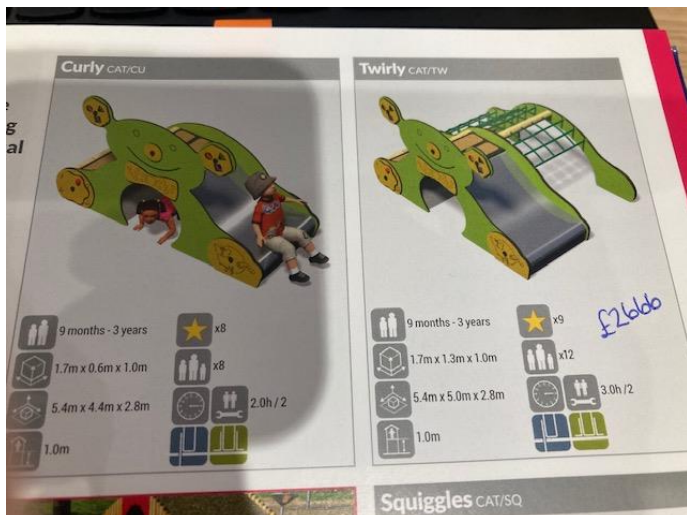 g
al
Curly CAT/CU
9 months - 3 years
x8
1.7m x 0.6m x 1.0m
x8
5.4m x 4.4m x 2.8m
2.0h / 2
1.0m
Twirly CAT/TW
9 months - 3 years
x9
£2666
1.7m x 1.3m x 1.0m
x12
5.4m x 5.0m x 2.8m
3.0h / 2
1.0m
Squiggles CAT/SQ